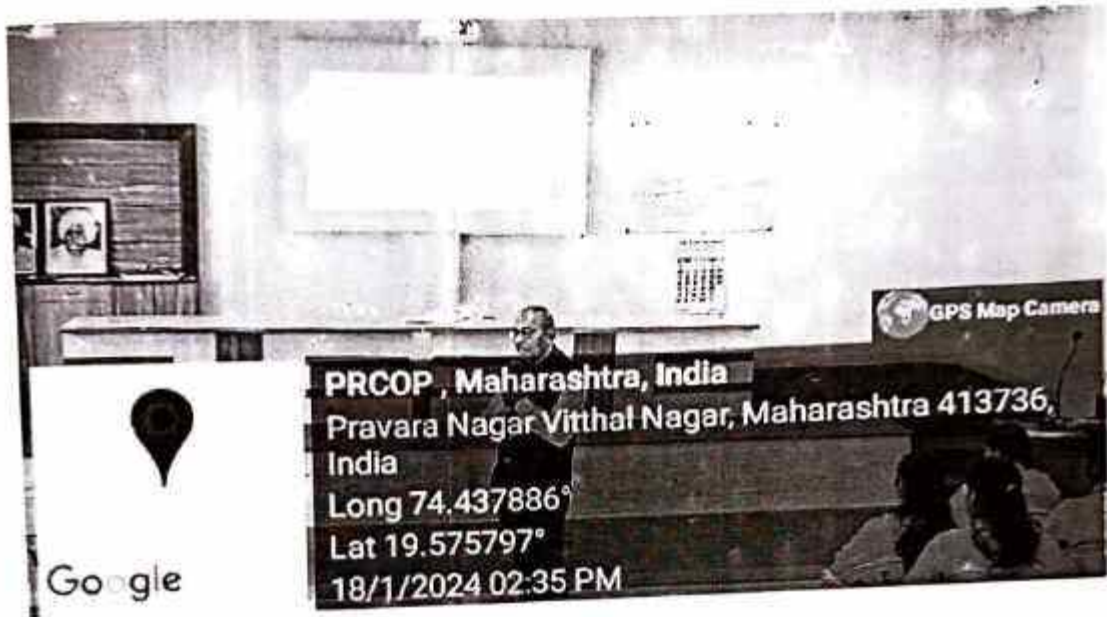 GPS Map Camera
PRCOP , Maharashtra, India
Pravara Nagar Vitthal Nagar, Maharashtra 413736,
India
Long 74.437886°
Lat 19.575797°
18/1/2024 02:35 PM
Google